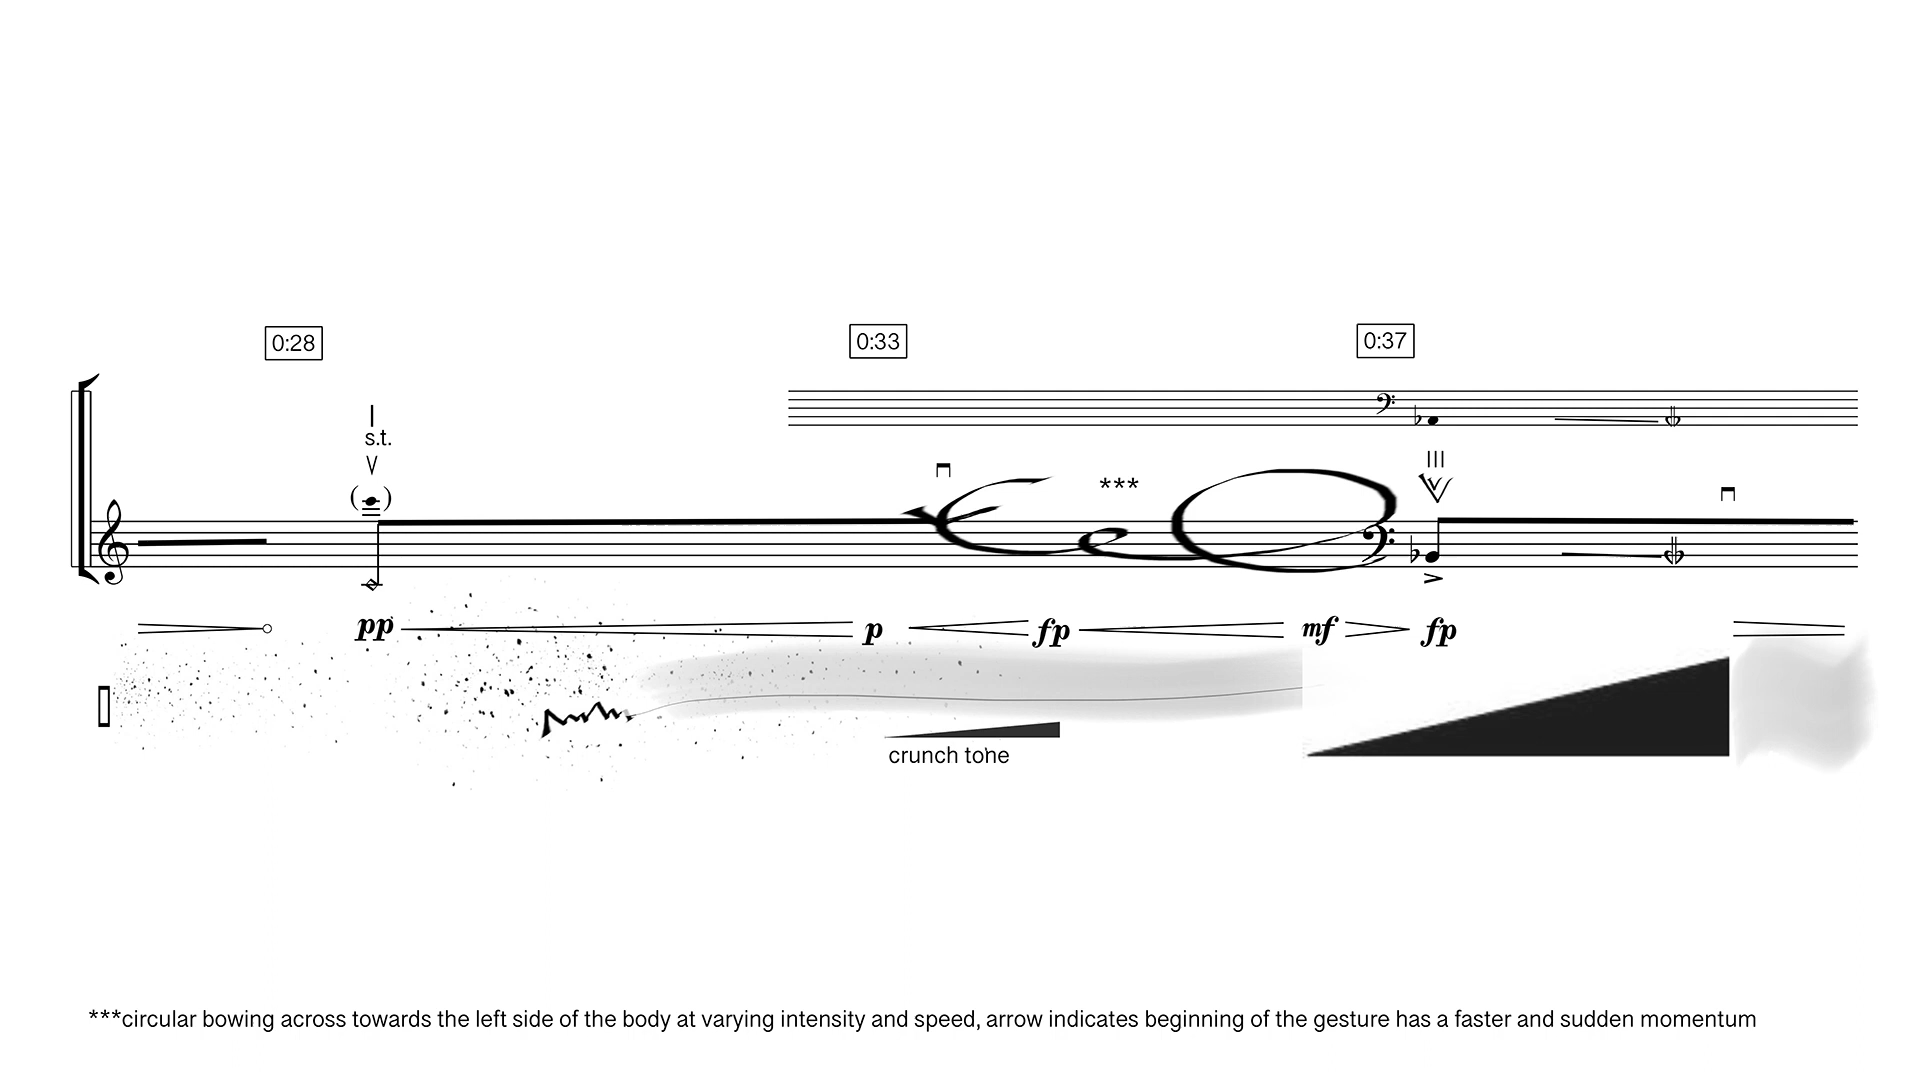 0:28 0:33 0:37
I
s.t.
III
***
pp p fp mf fp
crunch tone
***circular bowing across towards the left side of the body at varying intensity and speed, arrow indicates beginning of the gesture has a faster and sudden momentum